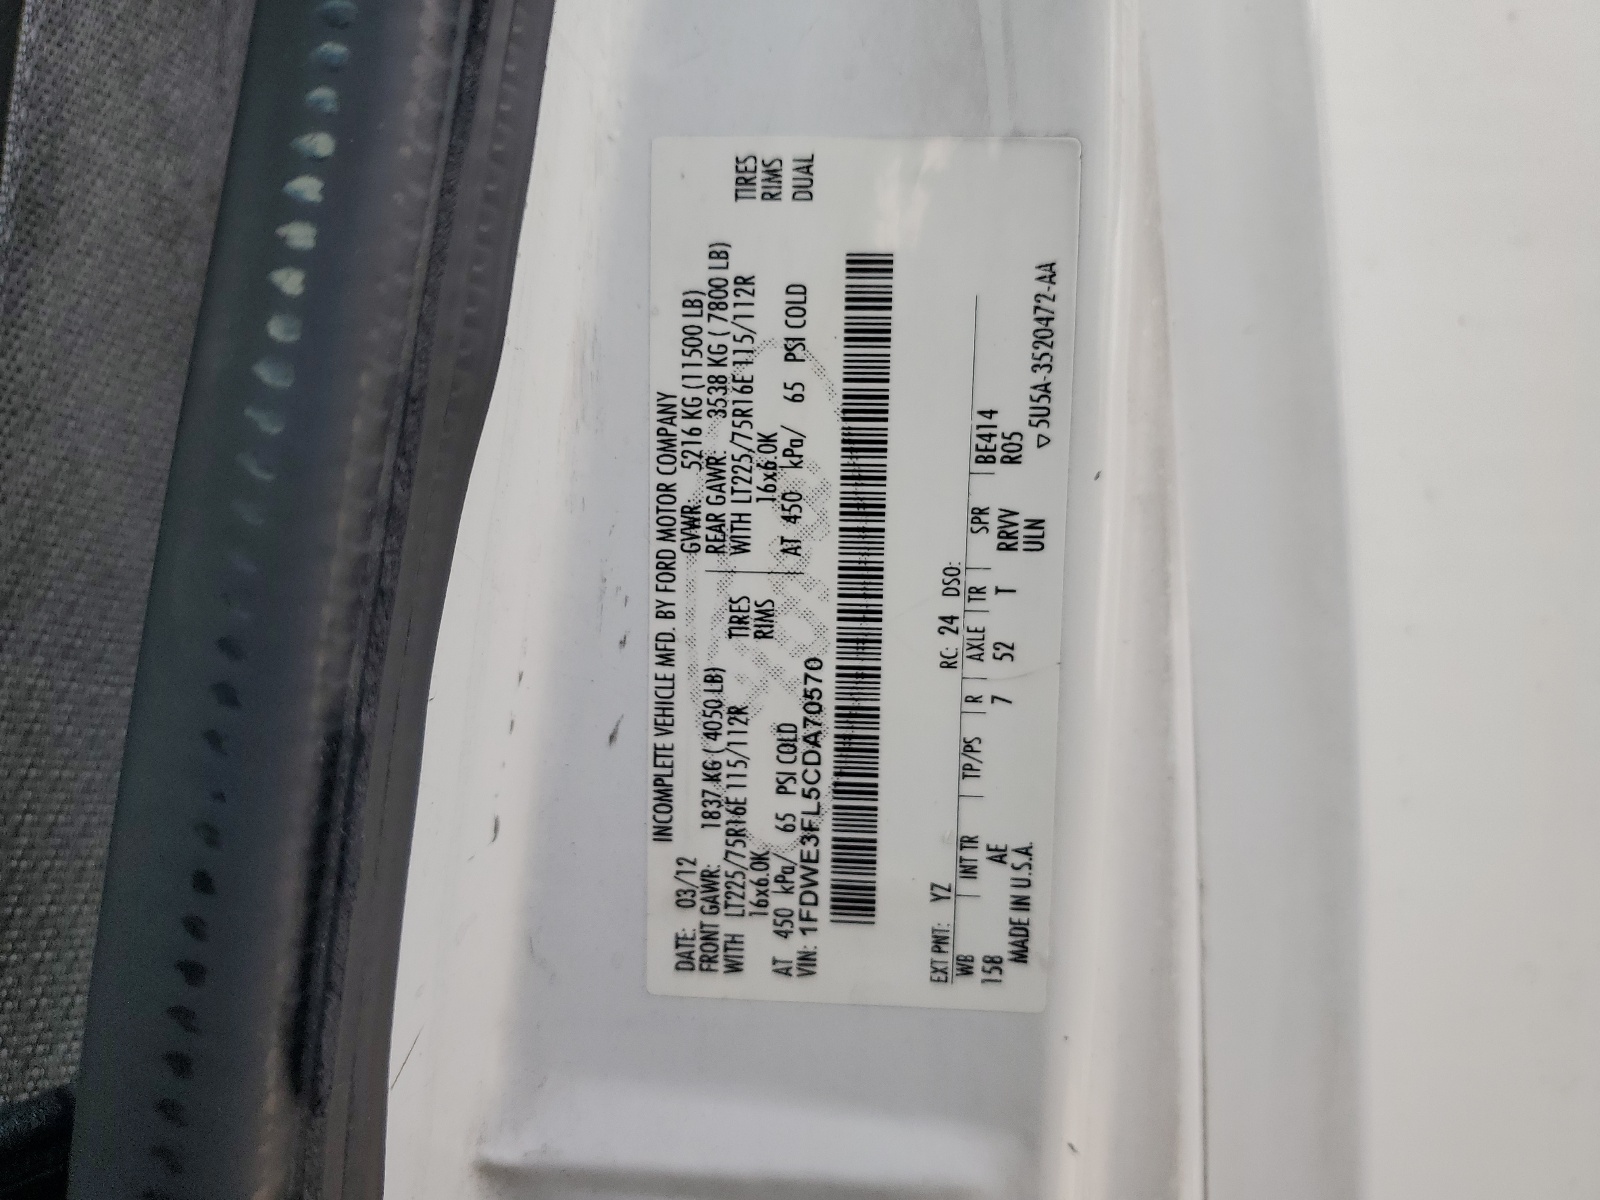 INCOMPLETE VEHICLE MFD. BY FORD MOTOR COMPANY
DATE: 03/12 GVWR: 5216 KG (11500 LB)
FRONT GAWR: 1837 KG ( 4050 LB) REAR GAWR: 3538 KG ( 7800 LB)
WITH LT225/75R16E 115/112R TIRES WITH LT225/75R16E 115/112R TIRES
16x6.0K RIMS 16x6.0K RIMS
AT 450 kPa/ 65 PSI COLD AT 450 kPa/ 65 PSI COLD DUAL
VIN: 1FDWE3FL5CDA70570
EXT PNT: YZ RC: 24 DSO:
WB | INT TR | TP/PS | R | AXLE | TR | SPR | BE414
158 AE 7 52 T RRVV R05
MADE IN U.S.A. ULN
▽5U5A-3520472-AA